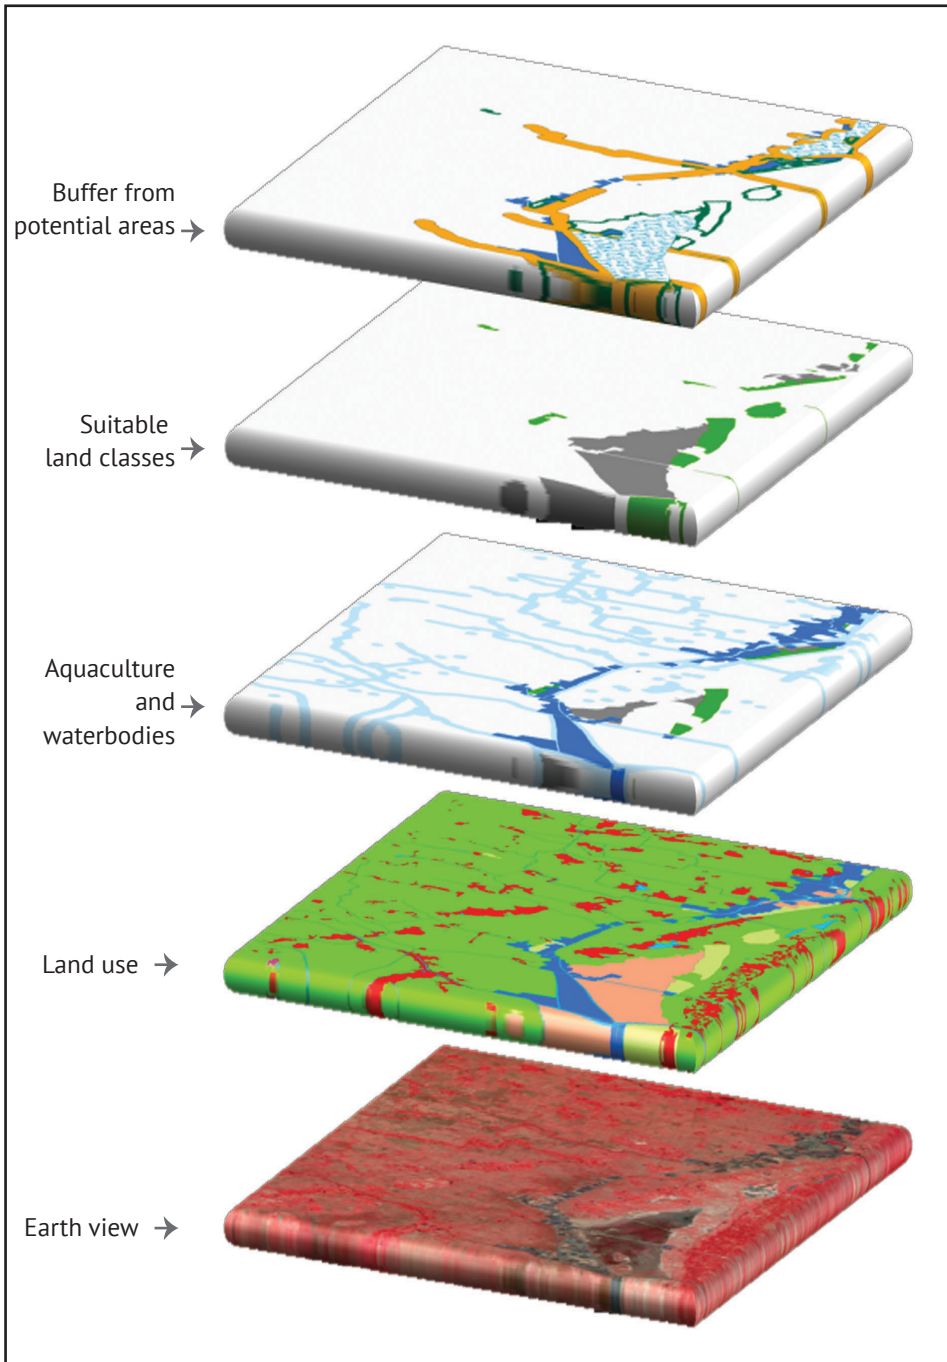 Buffer from
potential areas
Suitable
land classes
Aquaculture
and
waterbodies
Land use
Earth view